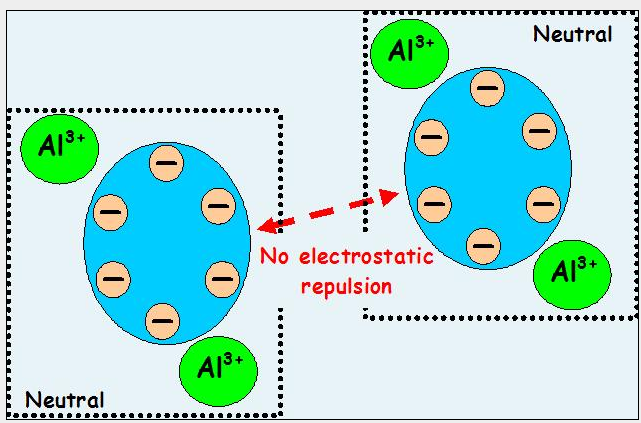 Neutral
Al3+
Al3+
No electrostatic
repulsion
Al3+
Al3+
Neutral